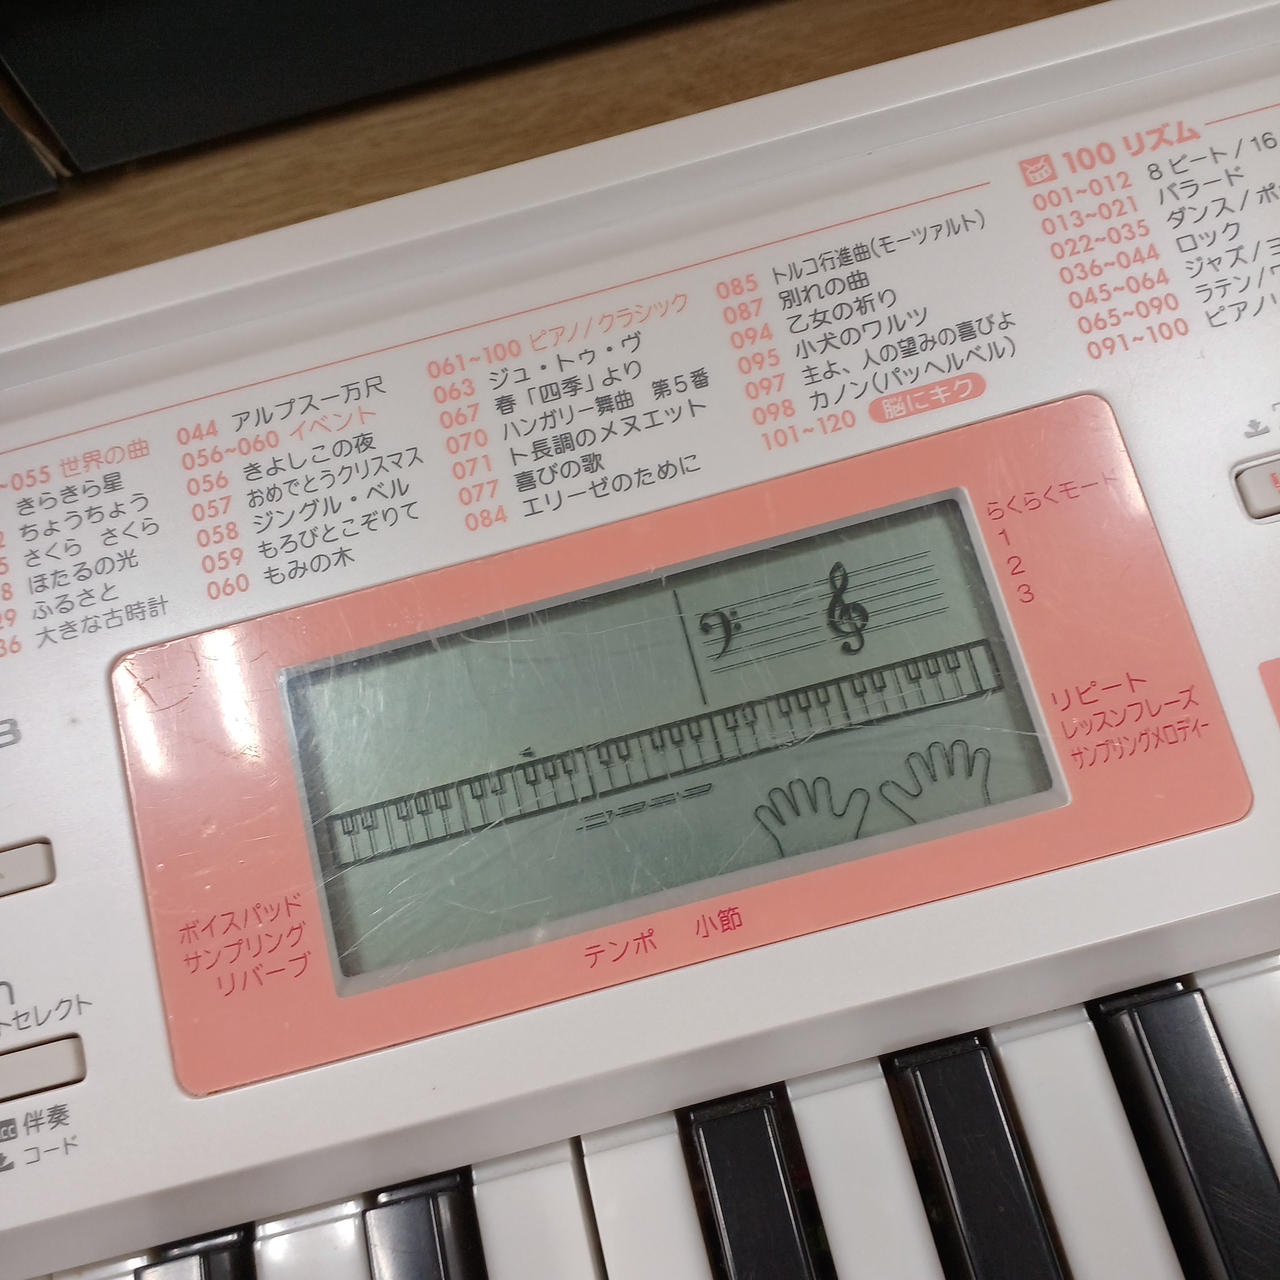 ~055 世界の曲
きらきら星
ちょうちょう
さくら さくら
ほたるの光
ふるさと
36 大きな古時計
044 アルプス一万尺
056~060 イベント
056 きよしこの夜
057 おめでとうクリスマス
058 ジングル・ベル
059 もろびとこぞりて
060 もみの木
061~100 ピアノ/クラシック
063 ジュ・トゥ・ヴ
067 春「四季」より
070 ハンガリー舞曲 第5番
071 ト長調のメヌエット
077 喜びの歌
084 エリーゼのために
085 トルコ行進曲(モーツァルト)
087 別れの曲
094 乙女の祈り
095 小犬のワルツ
097 主よ、人の望みの喜びよ
098 カノン(パッヘルベル)
101~120 脳にキク
100 リズム
001~012 8 ビート/16
013~021 バラード
022~035 ダンス/ポ
036~044 ロック
045~064 ジャズ/ヨ
065~090 ラテン/ワ
091~100 ピアノ
らくらくモード
1
2
3
リピート
レッスンフレーズ
サンプリングメロディー
ボイスパッド
サンプリング
リバーブ
テンポ 小節
トセレクト
伴奏
コード